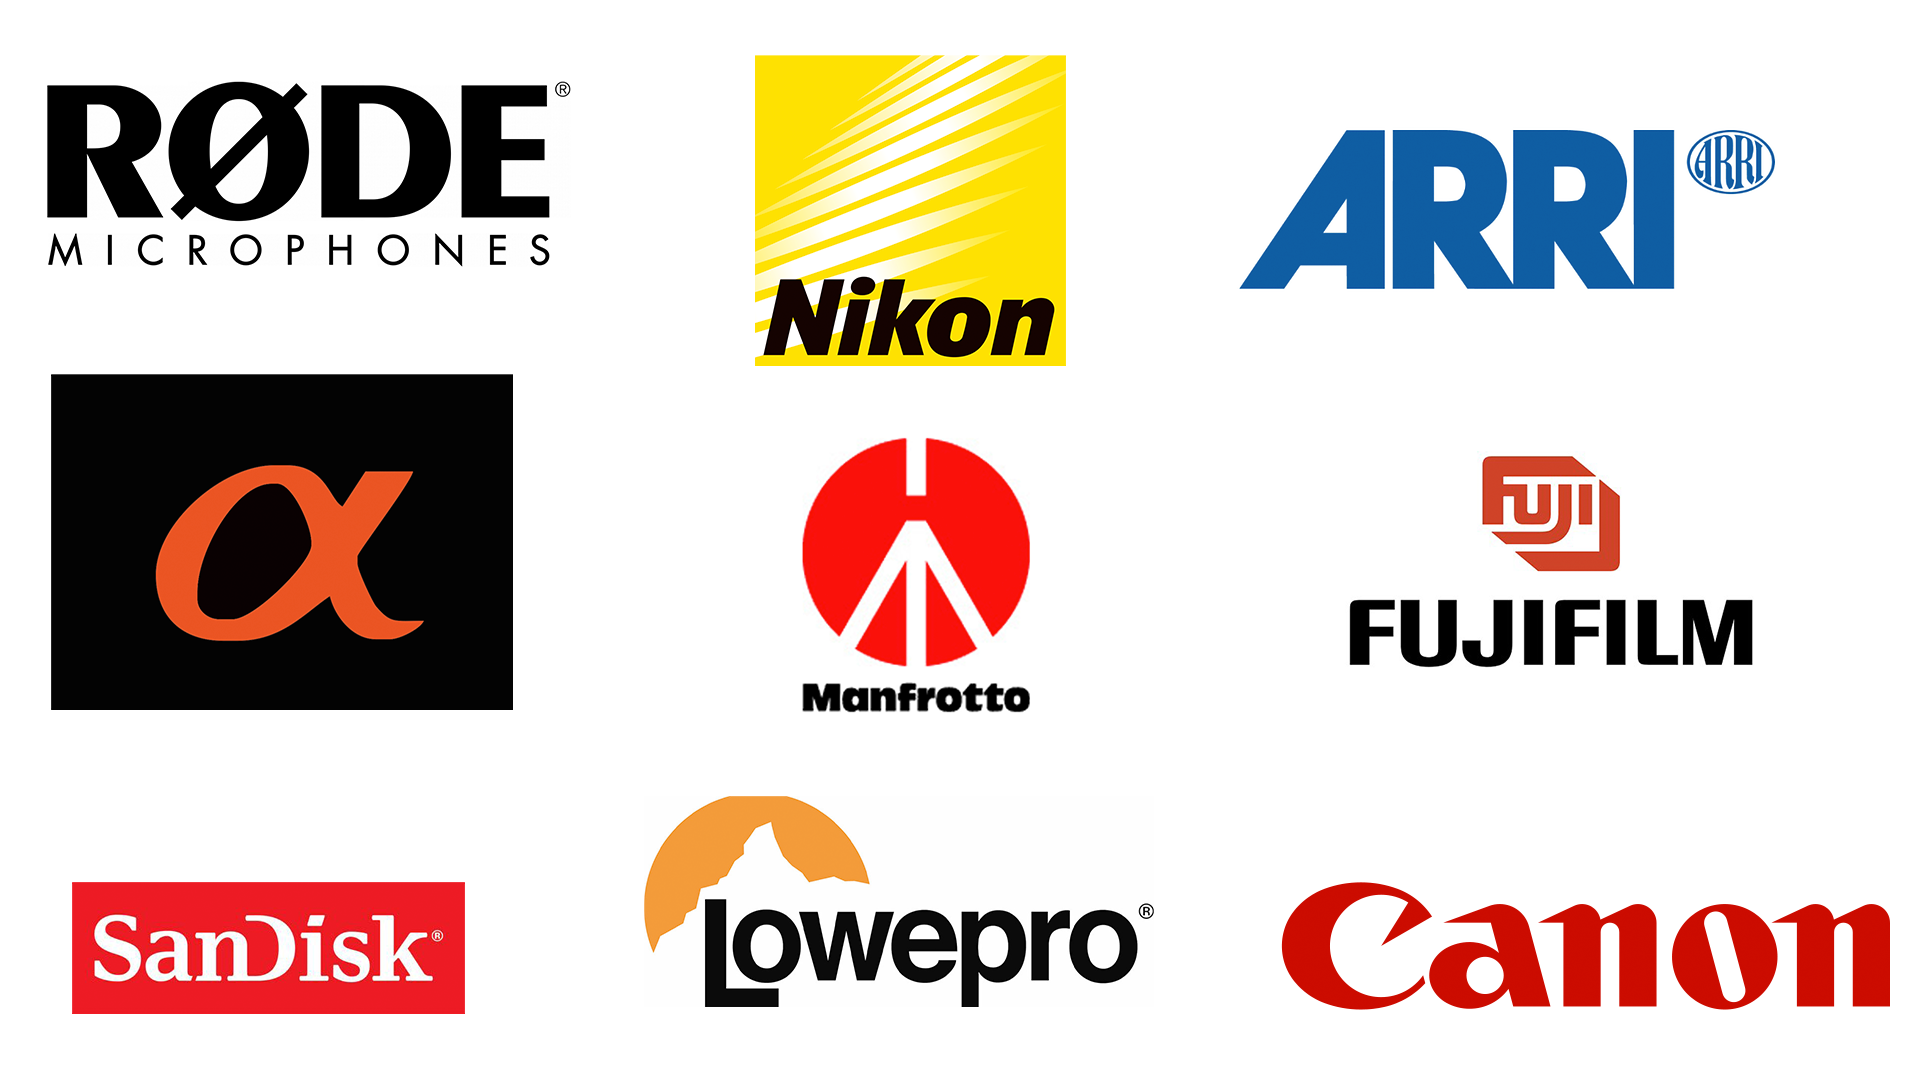 RØDE®
MICROPHONES
Nikon
ARRI
ARRI
α
Manfrotto
FUJI
FUJIFILM
SanDisk®
Lowepro®
Canon